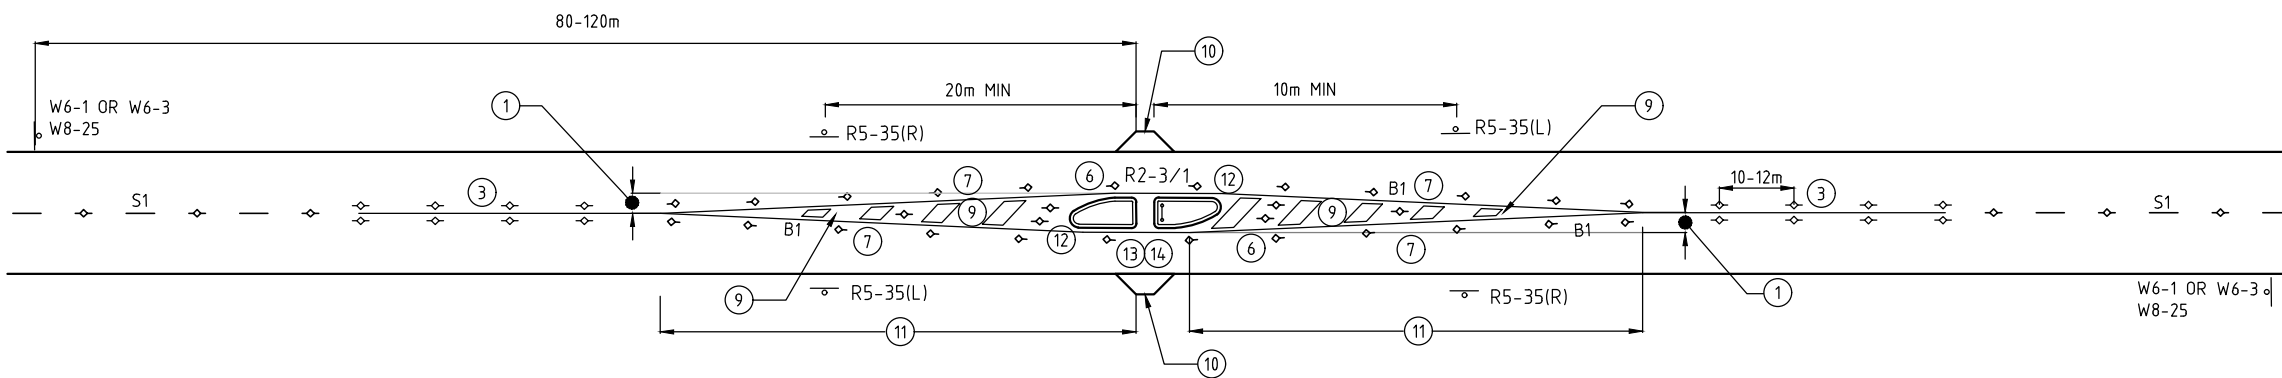 80-120m
10
20m MIN
10m MIN
1
9
W6-1 OR W6-3
W8-25
R5-35(R)
R5-35(L)
S1
3
7
6
R2-3/1
12
B1
7
10-12m
3
S1
9
9
B1
7
12
13
14
6
7
B1
9
R5-35(L)
R5-35(R)
1
W6-1 OR W6-3
W8-25
11
11
10